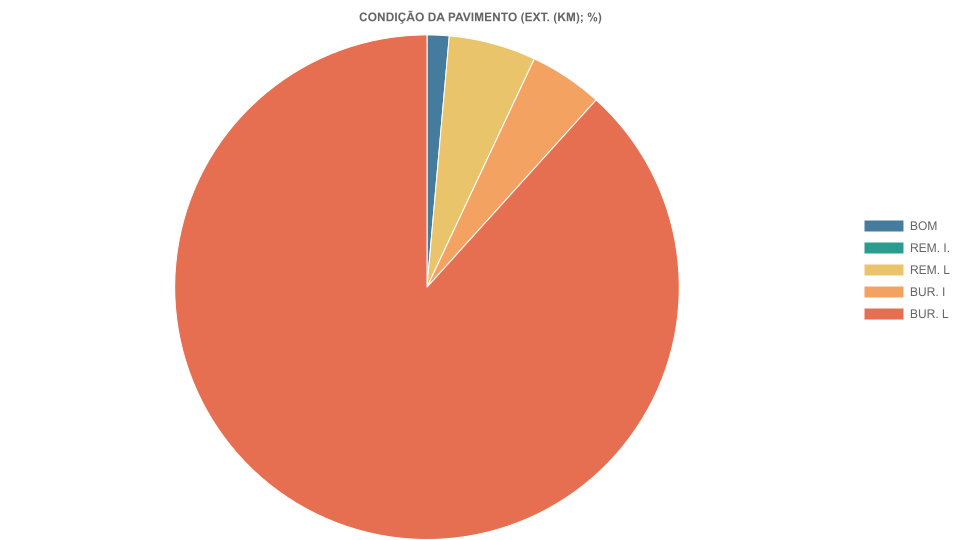 CONDIÇÃO DA PAVIMENTO (EXT. (KM); %)
BOM
REM. I.
REM. L
BUR. I
BUR. L